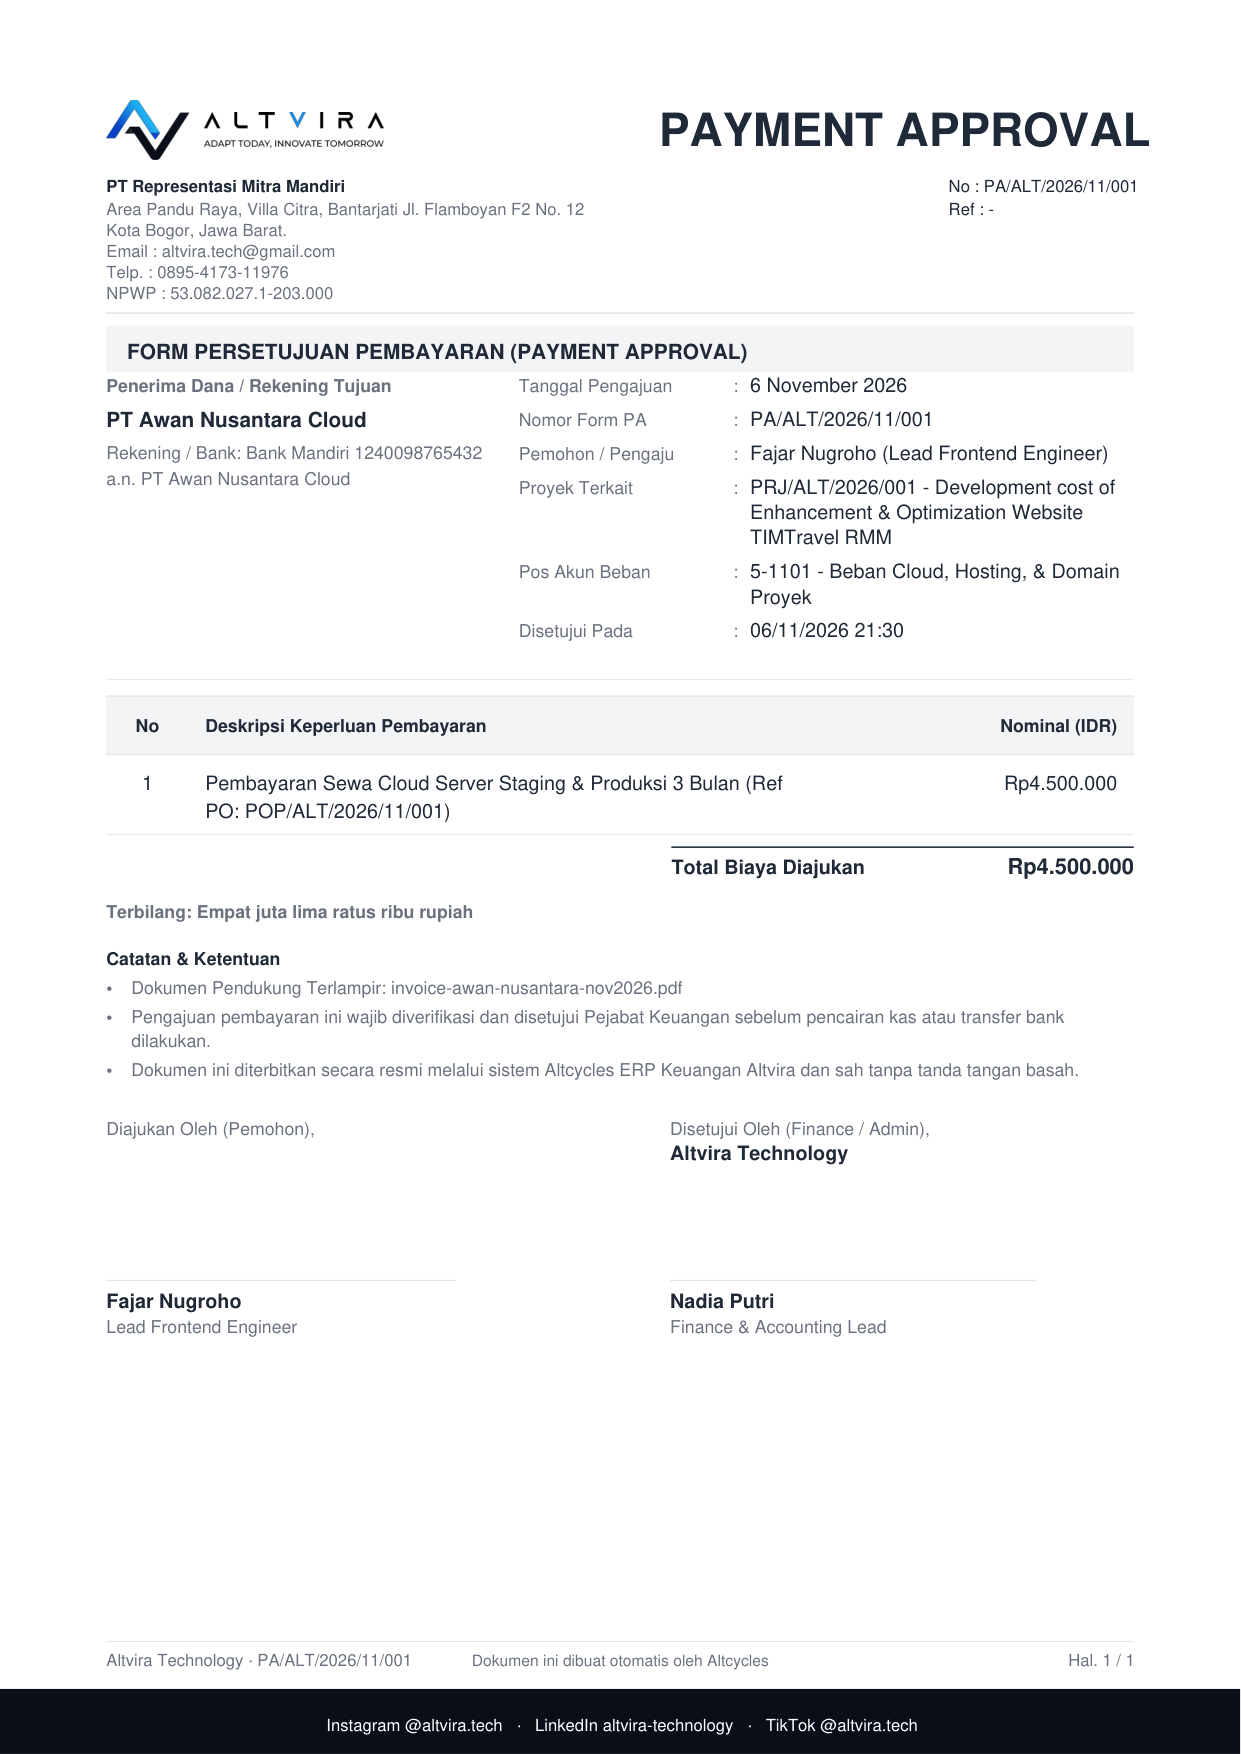 ALTVIRA
ADAPT TODAY, INNOVATE TOMORROW
PAYMENT APPROVAL
PT Representasi Mitra Mandiri
Area Pandu Raya, Villa Citra, Bantarjati Jl. Flamboyan F2 No. 12
Kota Bogor, Jawa Barat.
Email : altvira.tech@gmail.com
Telp. : 0895-4173-11976
NPWP : 53.082.027.1-203.000
No : PA/ALT/2026/11/001
Ref : -
FORM PERSETUJUAN PEMBAYARAN (PAYMENT APPROVAL)
Penerima Dana / Rekening Tujuan
PT Awan Nusantara Cloud
Rekening / Bank: Bank Mandiri 1240098765432
a.n. PT Awan Nusantara Cloud
Tanggal Pengajuan : 6 November 2026
Nomor Form PA : PA/ALT/2026/11/001
Pemohon / Pengaju : Fajar Nugroho (Lead Frontend Engineer)
Proyek Terkait : PRJ/ALT/2026/001 - Development cost of
Enhancement & Optimization Website
TIMTravel RMM
Pos Akun Beban : 5-1101 - Beban Cloud, Hosting, & Domain
Proyek
Disetujui Pada : 06/11/2026 21:30
No Deskripsi Keperluan Pembayaran Nominal (IDR)
1 Pembayaran Sewa Cloud Server Staging & Produksi 3 Bulan (Ref Rp4.500.000
PO: POP/ALT/2026/11/001)
Total Biaya Diajukan Rp4.500.000
Terbilang: Empat juta lima ratus ribu rupiah
Catatan & Ketentuan
• Dokumen Pendukung Terlampir: invoice-awan-nusantara-nov2026.pdf
• Pengajuan pembayaran ini wajib diverifikasi dan disetujui Pejabat Keuangan sebelum pencairan kas atau transfer bank
dilakukan.
• Dokumen ini diterbitkan secara resmi melalui sistem Altcycles ERP Keuangan Altvira dan sah tanpa tanda tangan basah.
Diajukan Oleh (Pemohon),
Disetujui Oleh (Finance / Admin),
Altvira Technology
Fajar Nugroho
Lead Frontend Engineer
Nadia Putri
Finance & Accounting Lead
Altvira Technology · PA/ALT/2026/11/001 Dokumen ini dibuat otomatis oleh Altcycles Hal. 1 / 1
Instagram @altvira.tech · LinkedIn altvira-technology · TikTok @altvira.tech